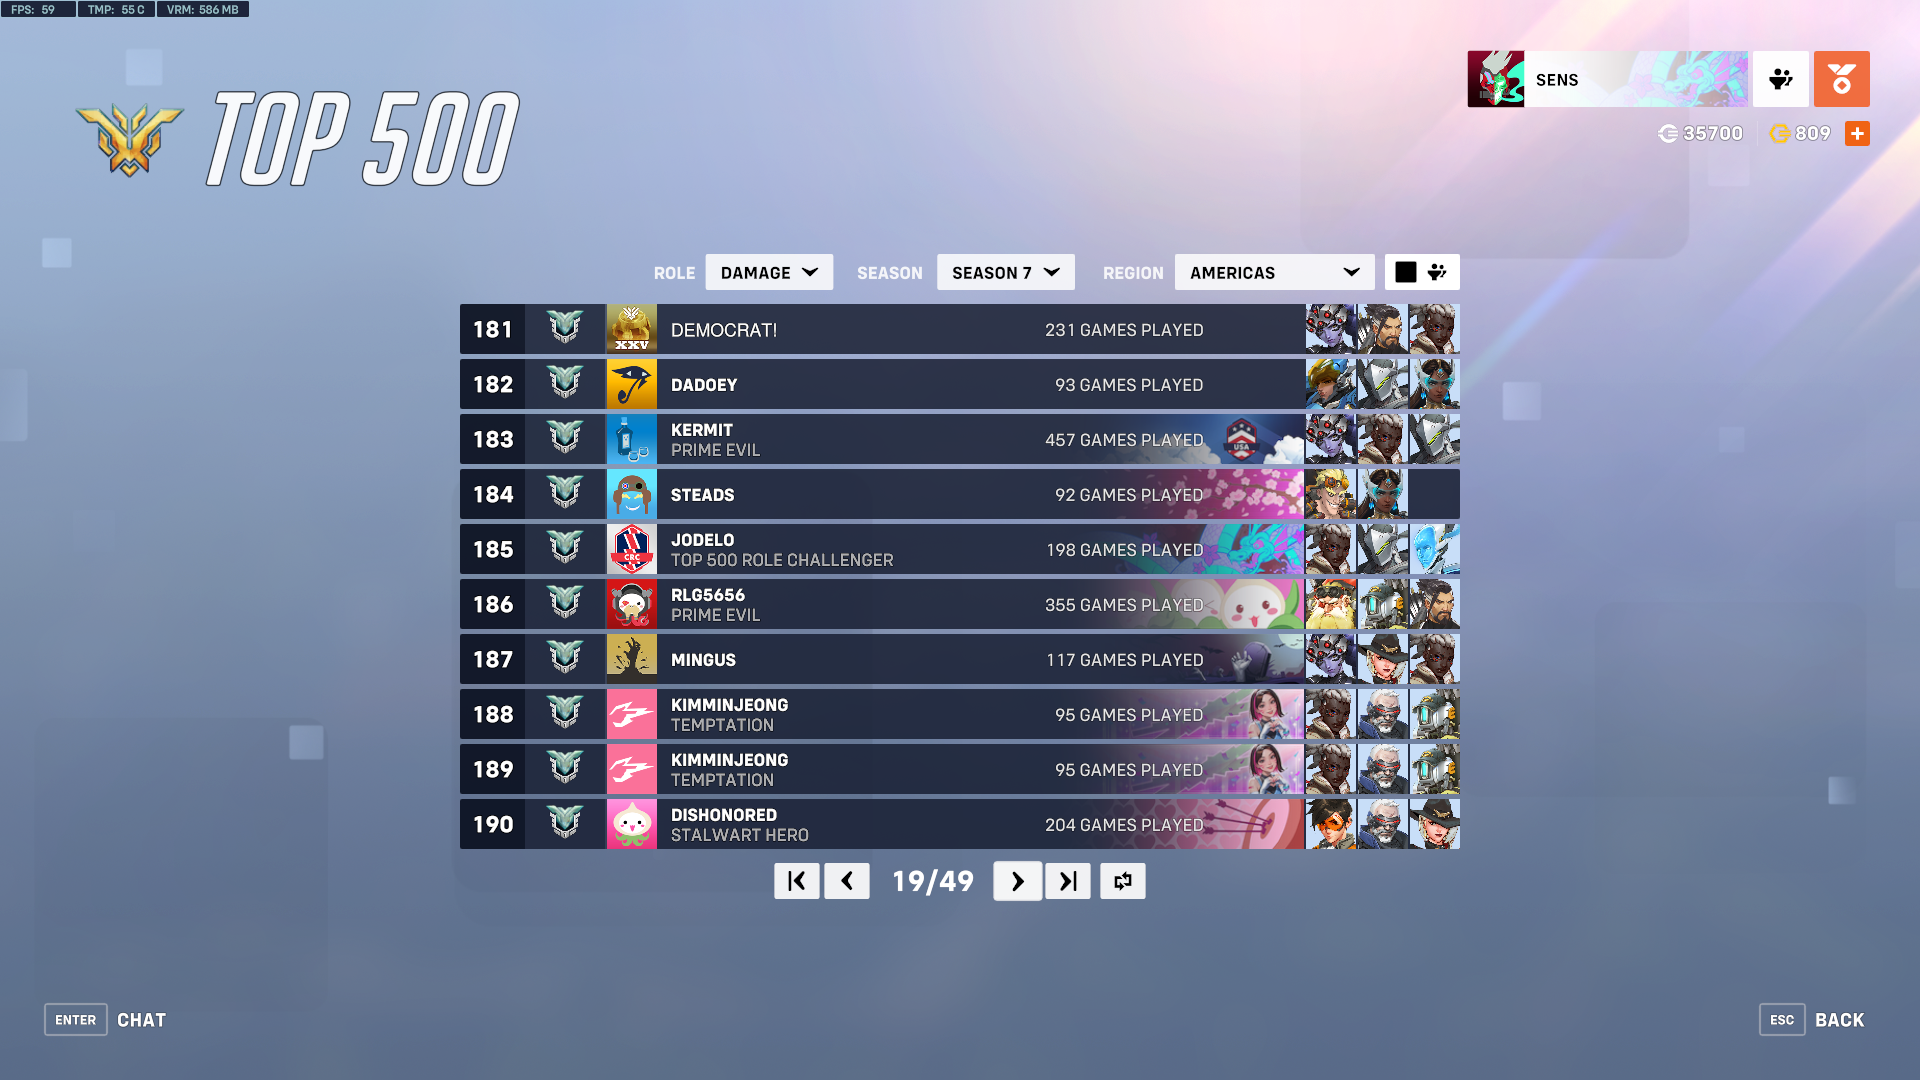 FPS: 59 TMP: 55 C VRM: 586 MB
TOP 500
SENS
35700 809
ROLE DAMAGE SEASON SEASON 7 REGION AMERICAS
181 XXV DEMOCRAT! 231 GAMES PLAYED
182 DADOEY 93 GAMES PLAYED
183 KERMIT 457 GAMES PLAYED USA
PRIME EVIL
184 STEADS 92 GAMES PLAYED
185 CRC JODELO 198 GAMES PLAYED
TOP 500 ROLE CHALLENGER
186 RLG5656 355 GAMES PLAYED
PRIME EVIL
187 MINGUS 117 GAMES PLAYED
188 KIMMINJEONG 95 GAMES PLAYED
TEMPTATION
189 KIMMINJEONG 95 GAMES PLAYED
TEMPTATION
190 DISHONORED 204 GAMES PLAYED
STALWART HERO
19/49
ENTER CHAT
ESC BACK